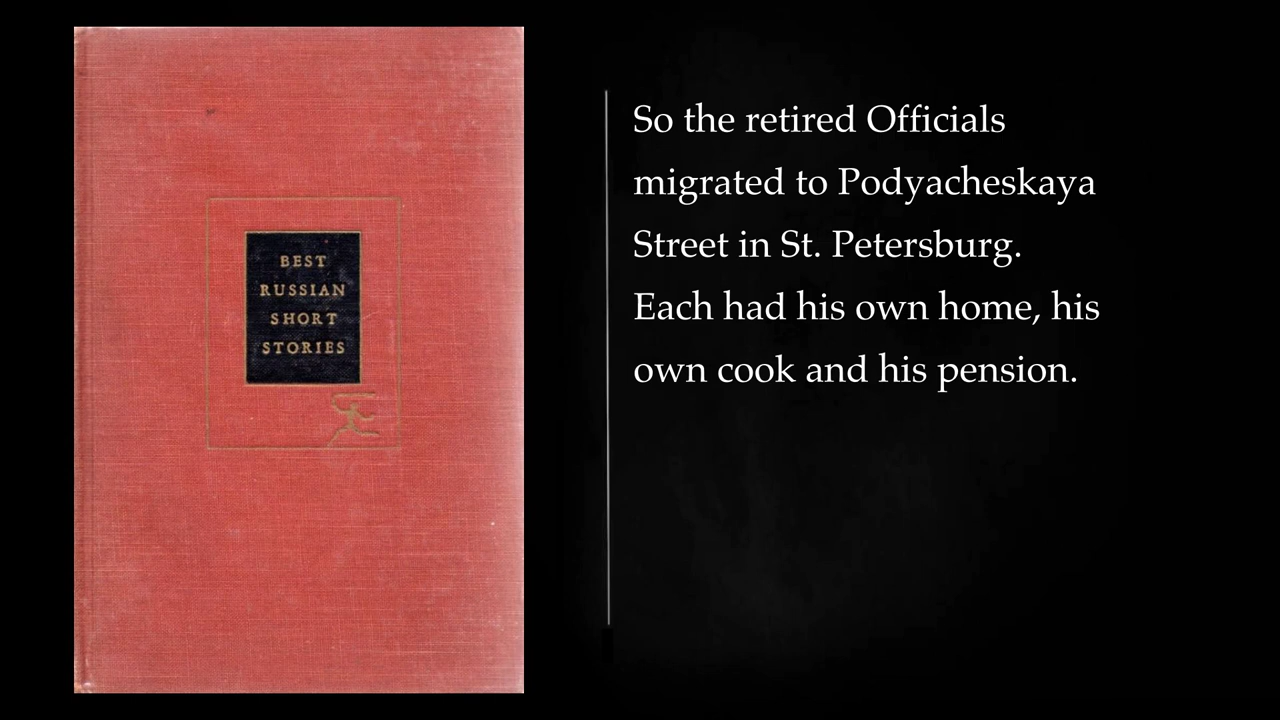 BEST
RUSSIAN
SHORT
STORIES
So the retired Officials
migrated to Podyacheskaya
Street in St. Petersburg.
Each had his own home, his
own cook and his pension.